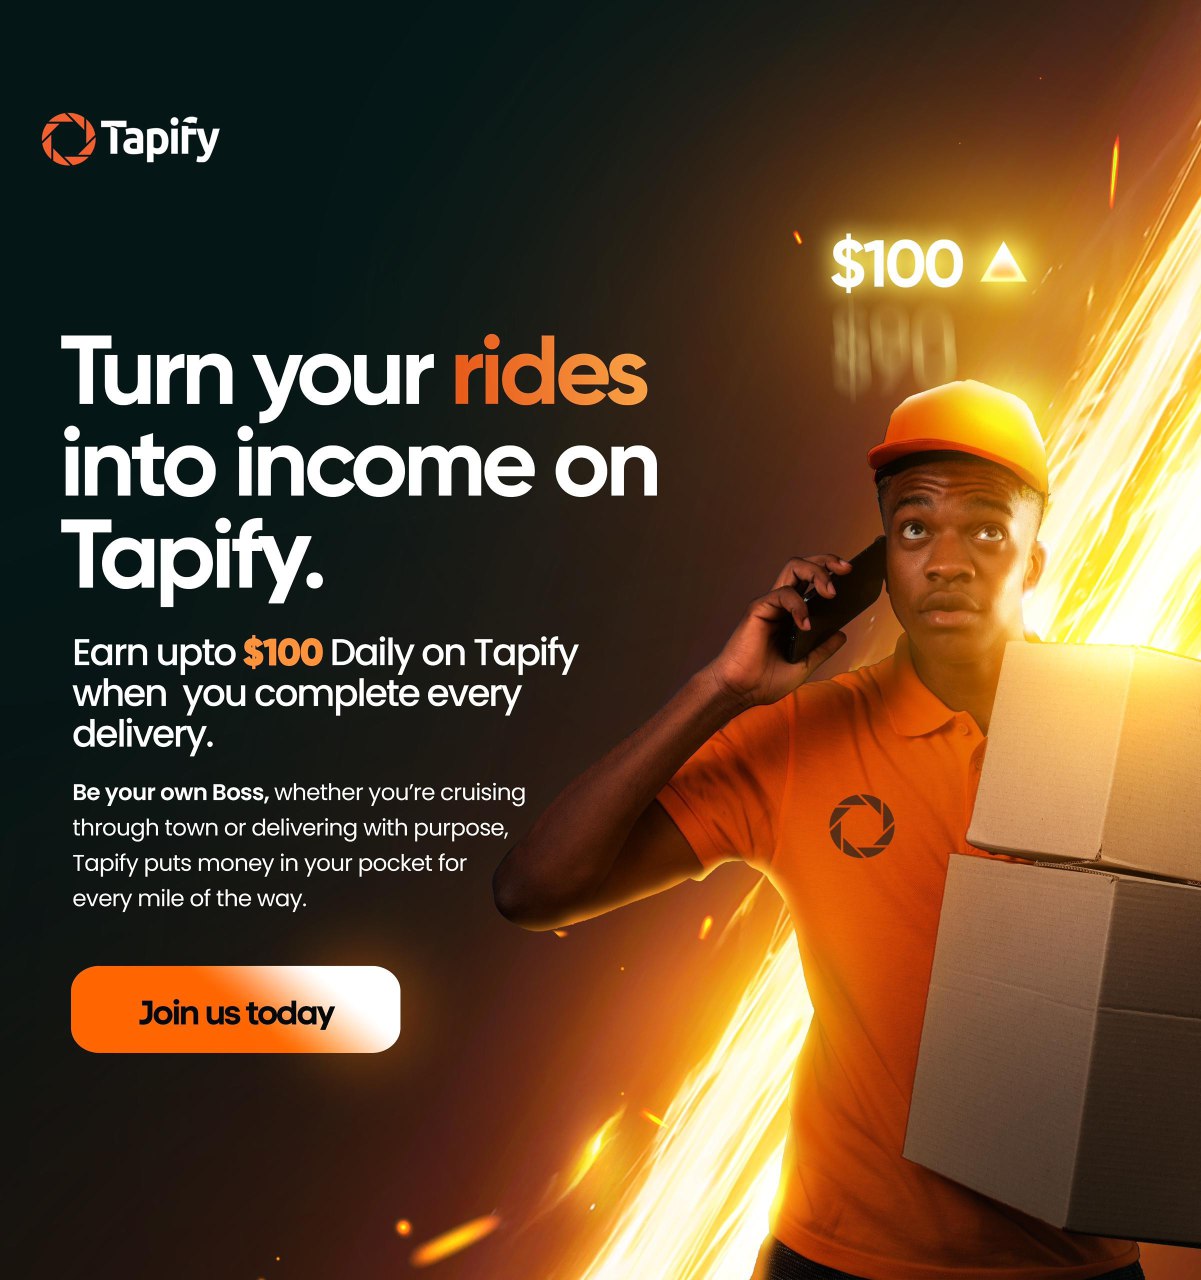 Tapify
$100
$90
Turn your rides
into income on
Tapify.
Earn upto $100 Daily on Tapify
when you complete every
delivery.
Be your own Boss, whether you’re cruising
through town or delivering with purpose,
Tapify puts money in your pocket for
every mile of the way.
Join us today